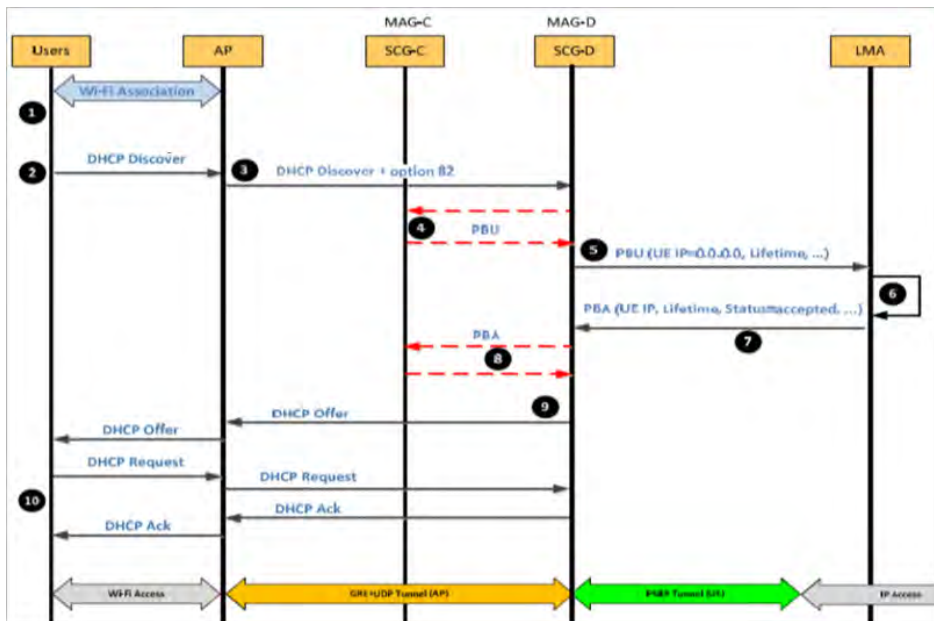 MAG-C
MAG-D
Users
AP
SCG-C
SCG-D
LMA
Wi-Fi Association
1
DHCP Discover
2
3
DHCP Discover + option 82
4
PBU
5
PBU (UE IP=0.0.0.0, Lifetime, ...)
6
PBA (UE IP, Lifetime, Status=accepted, ...)
7
PBA
8
9
DHCP Offer
DHCP Offer
DHCP Request
DHCP Request
10
DHCP Ack
DHCP Ack
Wi-Fi Access
GRE+UDP Tunnel (AP)
Tunnel
IP Access